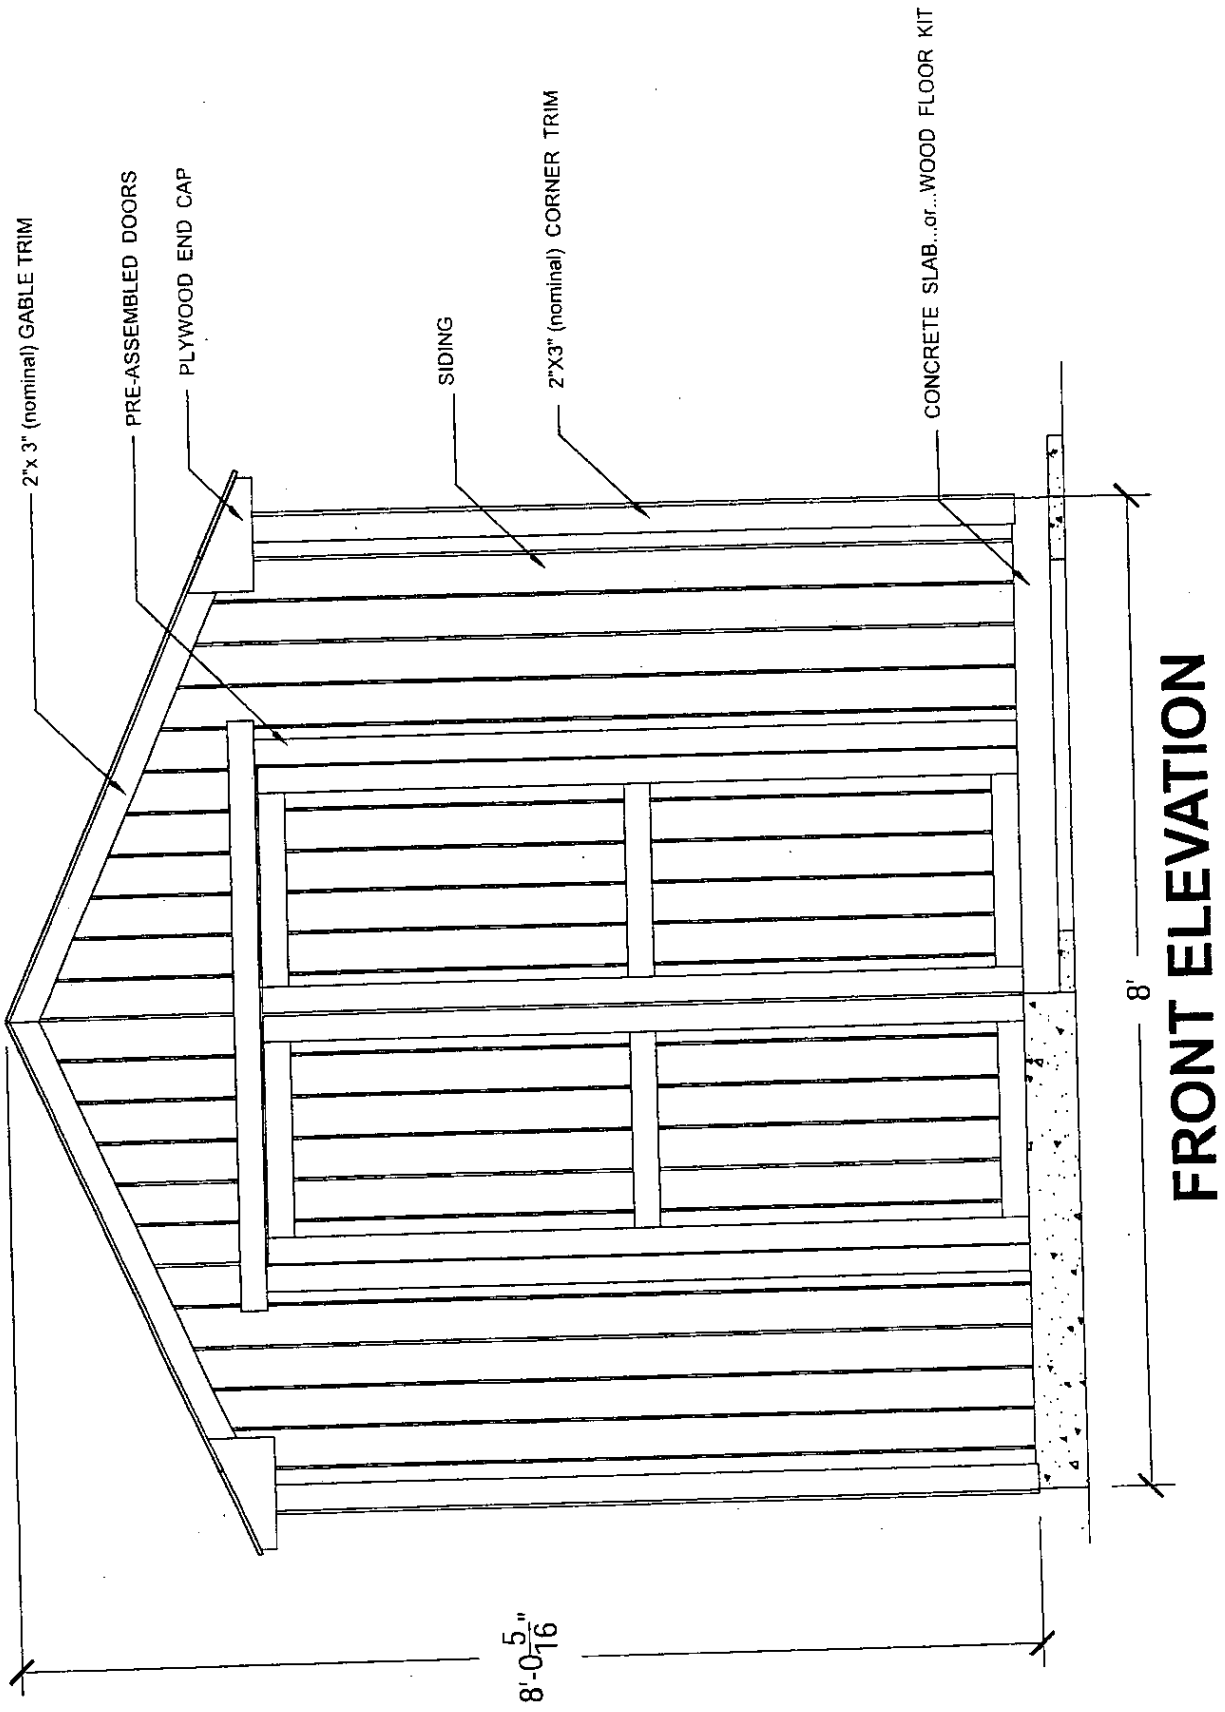 2"x 3" (nominal) GABLE TRIM
PRE-ASSEMBLED DOORS
PLYWOOD END CAP
SIDING
2"X3" (nominal) CORNER TRIM
CONCRETE SLAB...or...WOOD FLOOR KIT
8'-0 5/16"
8'
FRONT ELEVATION